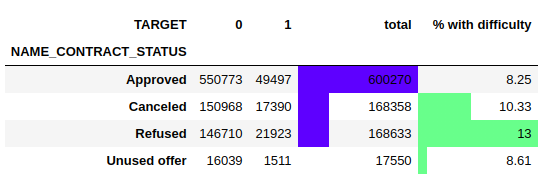 TARGET 0 1 total % with difficulty
NAME_CONTRACT_STATUS
Approved 550773 49497 600270 8.25
Canceled 150968 17390 168358 10.33
Refused 146710 21923 168633 13
Unused offer 16039 1511 17550 8.61